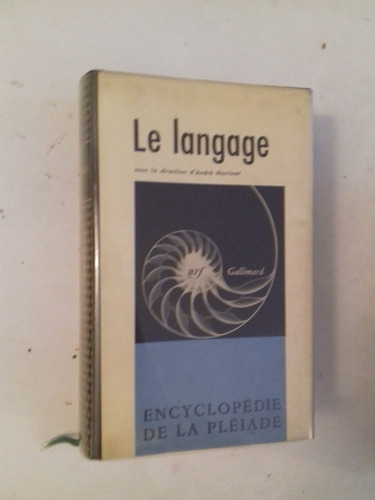 Le langage
sous la direction d'André Martinet
nrf
Gallimard
ENCYCLOPÉDIE
DE LA PLÉIADE